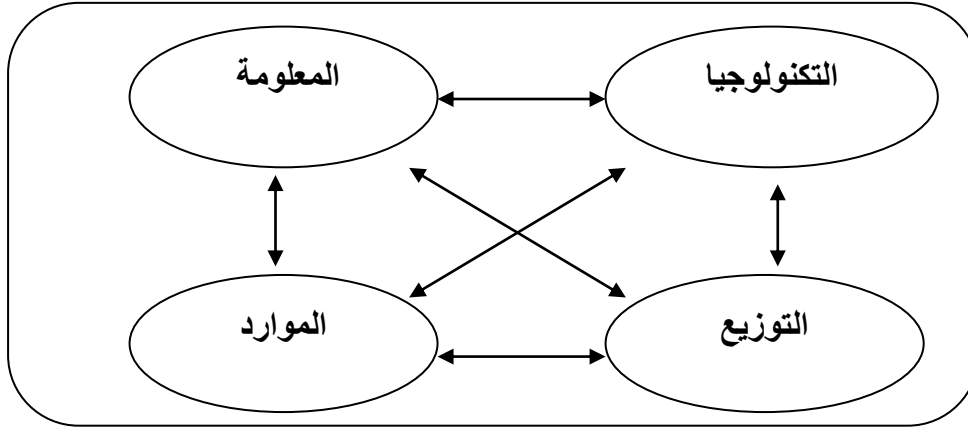 التكنولوجيا
المعلومة
التوزيع
الموارد